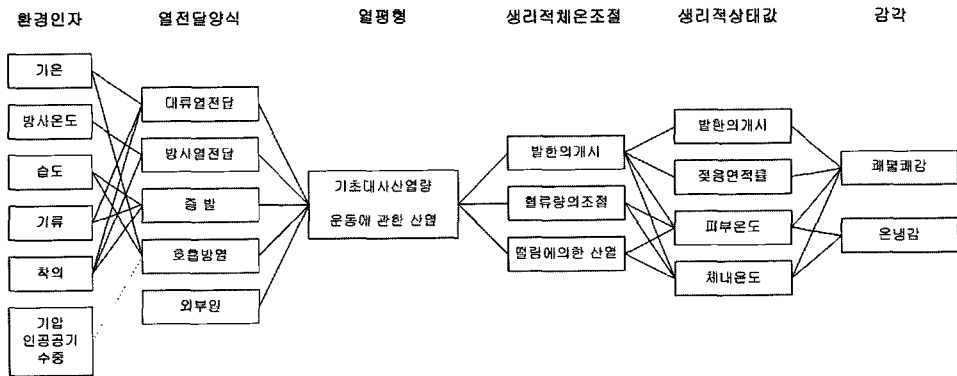 환경인자
열전달양식
열평형
생리적체온조절
생리적상태값
감각
기온
방사온도
습도
기류
착의
기압
인공공기
수중
대류열전달
방사열전달
증 발
호흡방열
외부인
기초대사산열량
운동에 관한 산열
발한의개시
혈류량의조절
떨림에의한 산열
발한의개시
젖음면적률
피부온도
체내온도
쾌불쾌감
온냉감